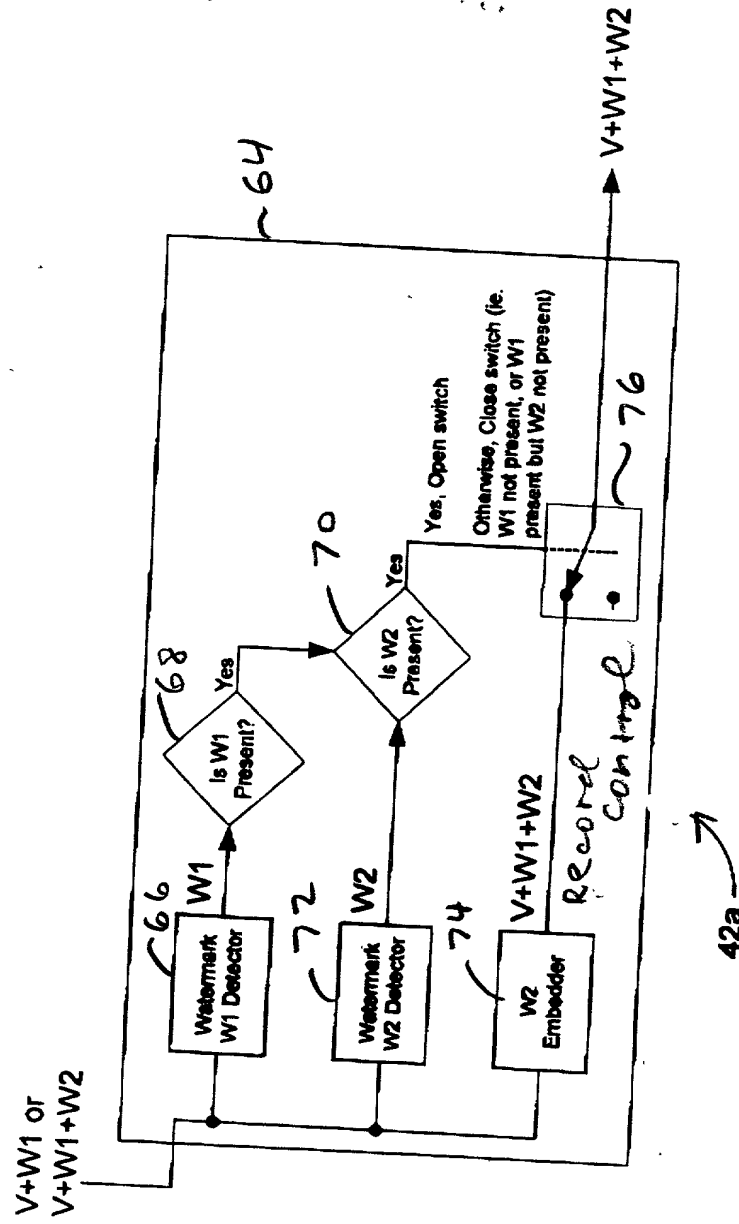 V+W1 or
V+W1+W2
64
66
Watermark
W1 Detector
W1
68
Is W1
Present?
Yes
72
Watermark
W2 Detector
W2
70
Is W2
Present?
Yes
Yes, Open switch
Otherwise, Close switch (ie.
W1 not present, or W1
present but W2 not present)
74
W2
Embedder
V+W1+W2
Record
control
76
V+W1+W2
42a